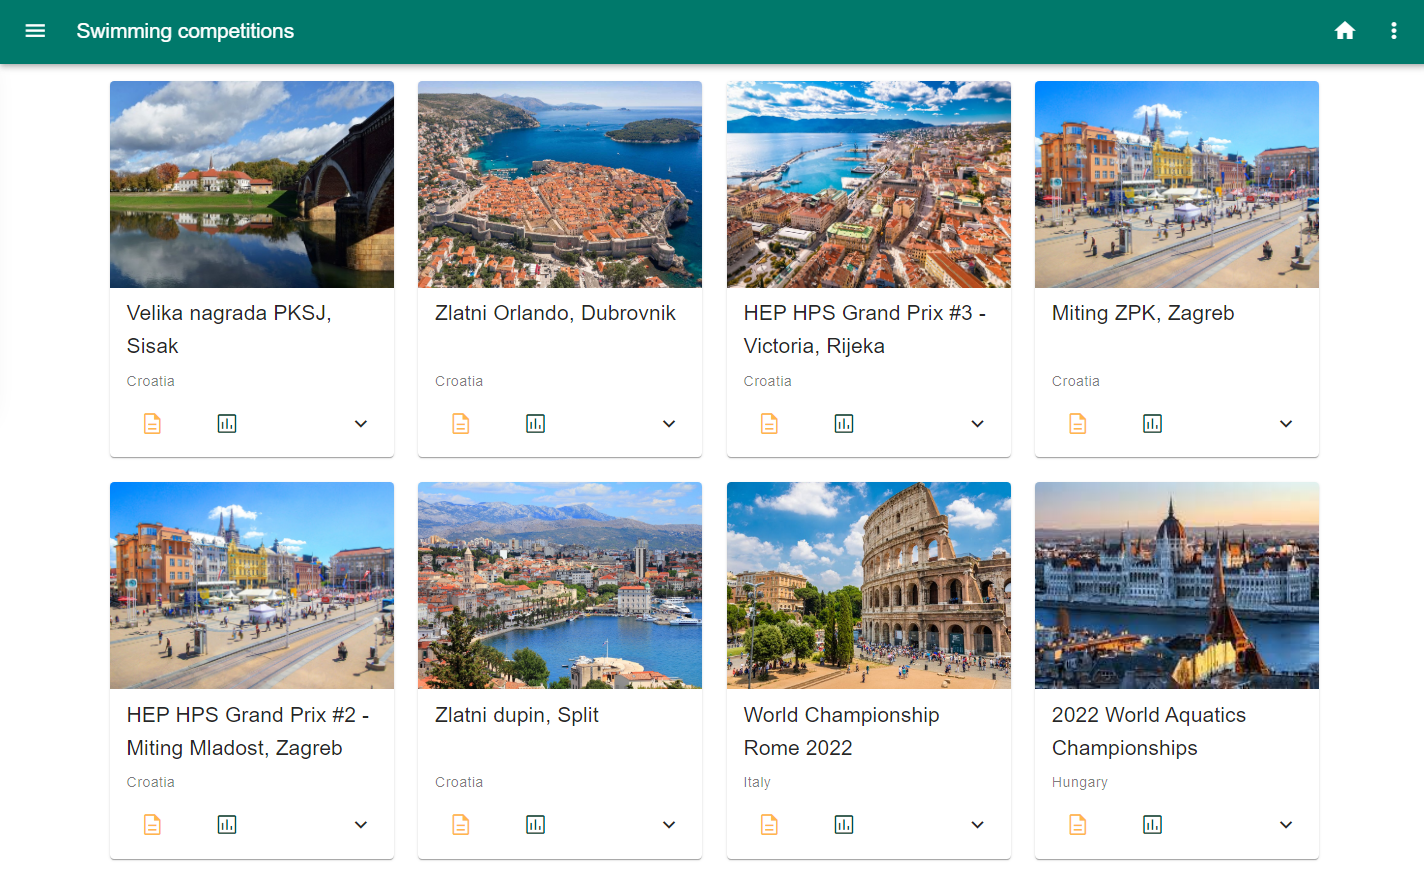 Swimming competitions
Velika nagrada PKSJ,
Sisak
Croatia
Zlatni Orlando, Dubrovnik
Croatia
HEP HPS Grand Prix #3 -
Victoria, Rijeka
Croatia
Miting ZPK, Zagreb
Croatia
HEP HPS Grand Prix #2 -
Miting Mladost, Zagreb
Croatia
Zlatni dupin, Split
Croatia
World Championship
Rome 2022
Italy
2022 World Aquatics
Championships
Hungary